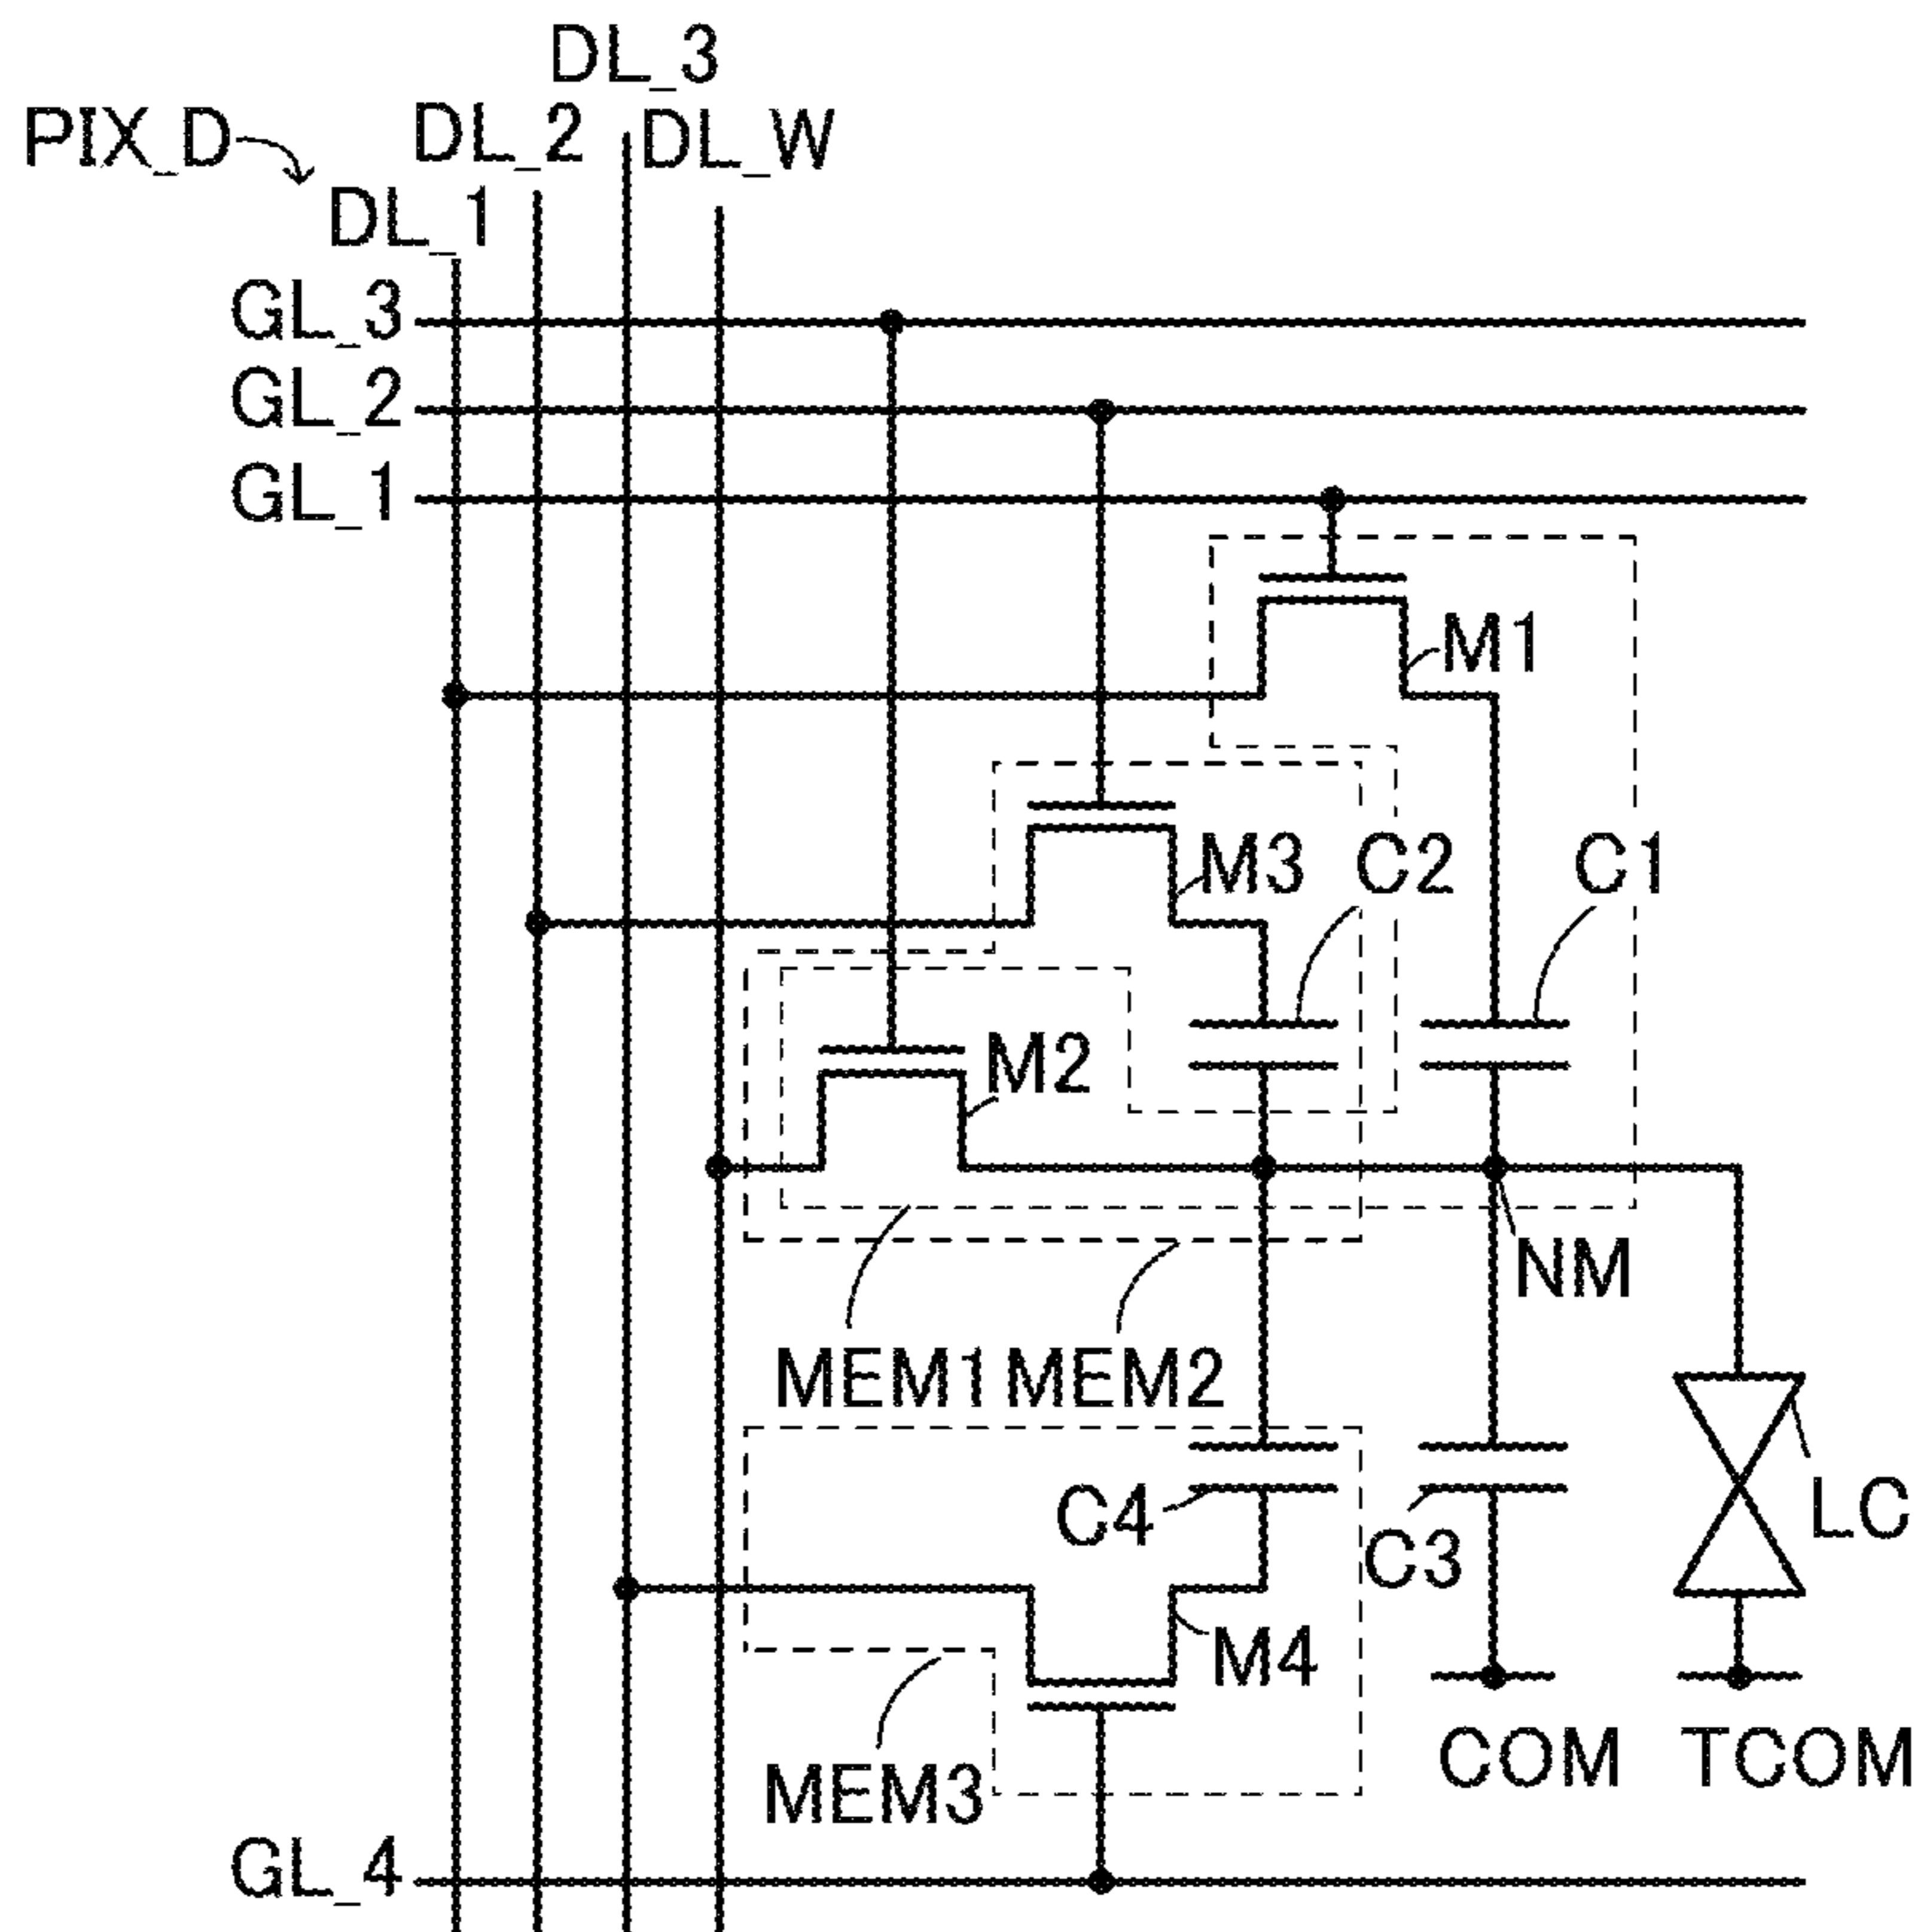 DL_3
PIX_D
DL_2
DL_W
DL_1
GL_3
GL_2
GL_1
M1
M3
C2
C1
M2
NM
MEM1
MEM2
C4
C3
LC
M4
COM
TCOM
MEM3
GL_4